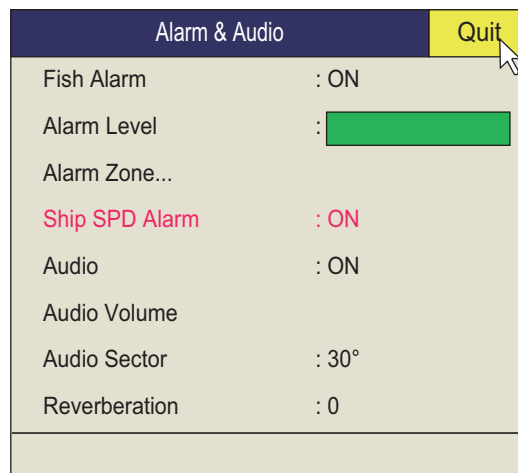 Alarm & Audio Quit
Fish Alarm : ON
Alarm Level :
Alarm Zone...
Ship SPD Alarm : ON
Audio : ON
Audio Volume
Audio Sector : 30°
Reverberation : 0